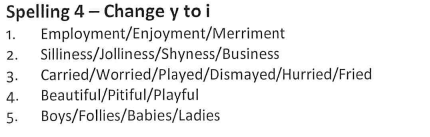 Spelling 4 – Change y to i
1. Employment/Enjoyment/Merriment
2. Silliness/Jolliness/Shyness/Business
3. Carried/Worried/Played/Dismayed/Hurried/Fried
4. Beautiful/Pitiful/Playful
5. Boys/Follies/Babies/Ladies